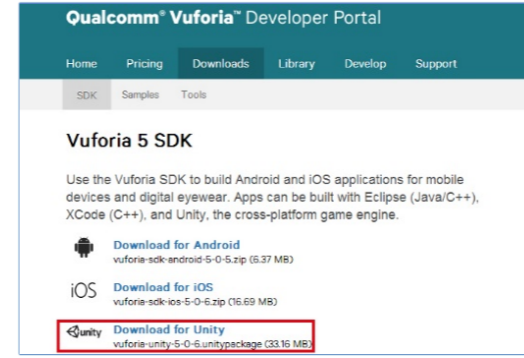 Qualcomm® Vuforia™ Developer Portal
Home Pricing Downloads Library Develop Support
SDK Samples Tools
Vuforia 5 SDK
Use the Vuforia SDK to build Android and iOS applications for mobile
devices and digital eyewear. Apps can be built with Eclipse (Java/C++),
XCode (C++), and Unity, the cross-platform game engine.
Download for Android
vuforia-sdk-android-5-0-5.zip (6.37 MB)
iOS Download for iOS
vuforia-sdk-ios-5-0-6.zip (16.69 MB)
unity Download for Unity
vuforia-unity-5-0-6.unitypackage (33.16 MB)